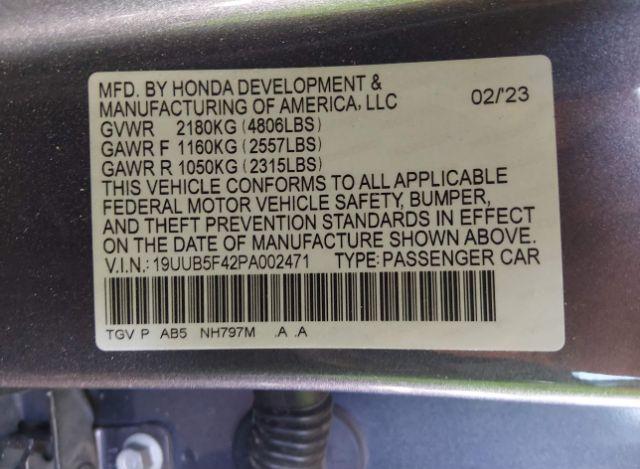 MFD. BY HONDA DEVELOPMENT &
MANUFACTURING OF AMERICA, LLC 02/'23
GVWR 2180KG (4806LBS)
GAWR F 1160KG (2557LBS)
GAWR R 1050KG (2315LBS)
THIS VEHICLE CONFORMS TO ALL APPLICABLE
FEDERAL MOTOR VEHICLE SAFETY, BUMPER,
AND THEFT PREVENTION STANDARDS IN EFFECT
ON THE DATE OF MANUFACTURE SHOWN ABOVE.
V.I.N.: 19UUB5F42PA002471 TYPE: PASSENGER CAR
TGV P AB5 NH797M .A .A